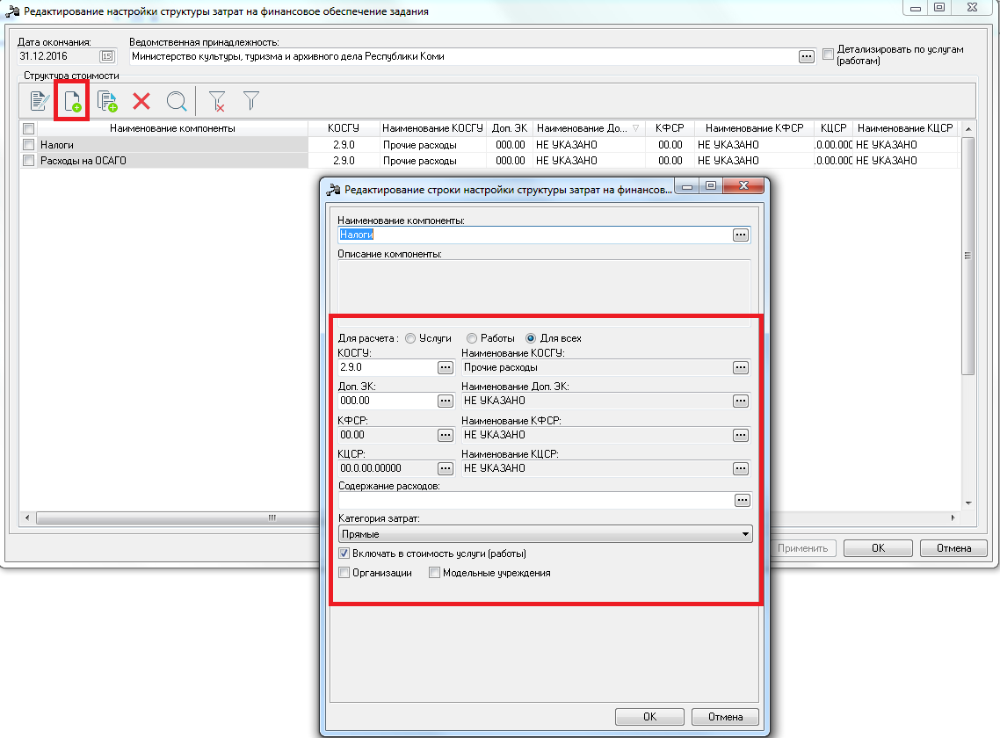 Редактирование настройки структуры затрат на финансовое обеспечение задания
Дата окончания: Ведомственная принадлежность:
31.12.2016 15 Министерство культуры, туризма и архивного дела Республики Коми ... Детализировать по услугам (работам)
Структура стоимости
Наименование компоненты КОСГУ Наименование КОСГУ Доп. ЭК Наименование До... КФСР Наименование КФСР КЦСР Наименование КЦСР
Налоги 2.9.0 Прочие расходы 000.00 НЕ УКАЗАНО 00.00 НЕ УКАЗАНО .0.00.000 НЕ УКАЗАНО
Расходы на ОСАГО 2.9.0 Прочие расходы 000.00 НЕ УКАЗАНО 00.00 НЕ УКАЗАНО .0.00.000 НЕ УКАЗАНО
Редактирование строки настройки структуры затрат на финансов...
Наименование компоненты:
Налоги ...
Описание компоненты:
Для расчета : Услуги Работы Для всех
КОСГУ: Наименование КОСГУ:
2.9.0 ... Прочие расходы ...
Доп. ЭК: Наименование Доп. ЭК:
000.00 ... НЕ УКАЗАНО ...
КФСР: Наименование КФСР:
00.00 ... НЕ УКАЗАНО ...
КЦСР: Наименование КЦСР:
00.0.00.00000 ... НЕ УКАЗАНО ...
Содержание расходов:
...
Категория затрат:
Прямые
Включать в стоимость услуги (работы)
Организации Модельные учреждения
OK Отмена
Применить OK Отмена